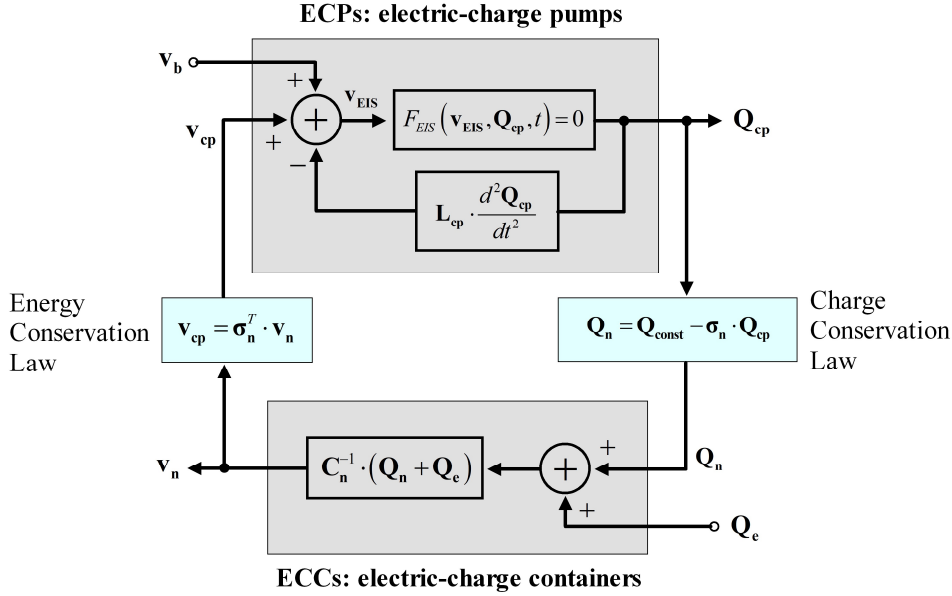 ECPs: electric-charge pumps
v_b
+
v_EIS
v_cp
+
+
−
F_EIS(v_EIS, Q_cp, t) = 0
Q_cp
L_cp · d²Q_cp / dt²
Energy
Conservation
Law
v_cp = σ_n^T · v_n
Q_n = Q_const − σ_n · Q_cp
Charge
Conservation
Law
v_n
C_n^−1 · (Q_n + Q_e)
+
+
Q_n
+
Q_e
ECCs: electric-charge containers